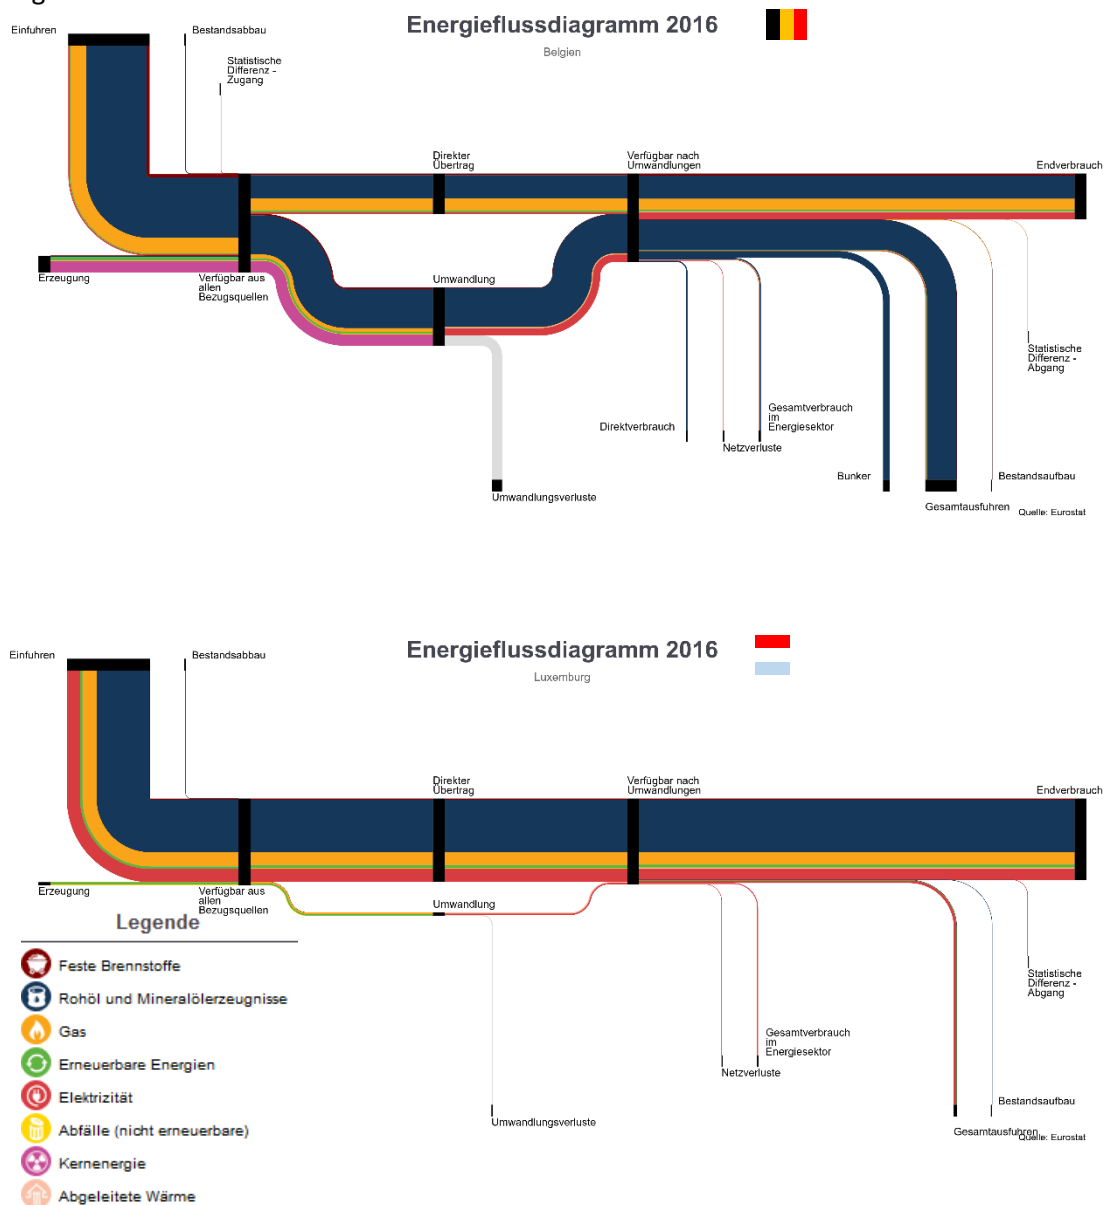 Energieflussdiagramm 2016
Belgien
Einfuhren
Bestandsabbau
Statistische
Differenz -
Zugang
Direkter
Übertrag
Verfügbar nach
Umwandlungen
Endverbrauch
Erzeugung
Verfügbar aus
allen
Bezugsquellen
Umwandlung
Statistische
Differenz -
Abgang
Direktverbrauch
Netzverluste
Gesamtverbrauch
im
Energiesektor
Bunker
Bestandsaufbau
Umwandlungsverluste
Gesamtausfuhren
Quelle: Eurostat
Energieflussdiagramm 2016
Luxemburg
Einfuhren
Bestandsabbau
Direkter
Übertrag
Verfügbar nach
Umwandlungen
Endverbrauch
Erzeugung
Verfügbar aus
allen
Bezugsquellen
Umwandlung
Statistische
Differenz -
Abgang
Gesamtverbrauch
im
Energiesektor
Netzverluste
Bestandsaufbau
Umwandlungsverluste
Gesamtausfuhren
Quelle: Eurostat
Legende
Feste Brennstoffe
Rohöl und Mineralölerzeugnisse
Gas
Erneuerbare Energien
Elektrizität
Abfälle (nicht erneuerbare)
Kernenergie
Abgeleitete Wärme